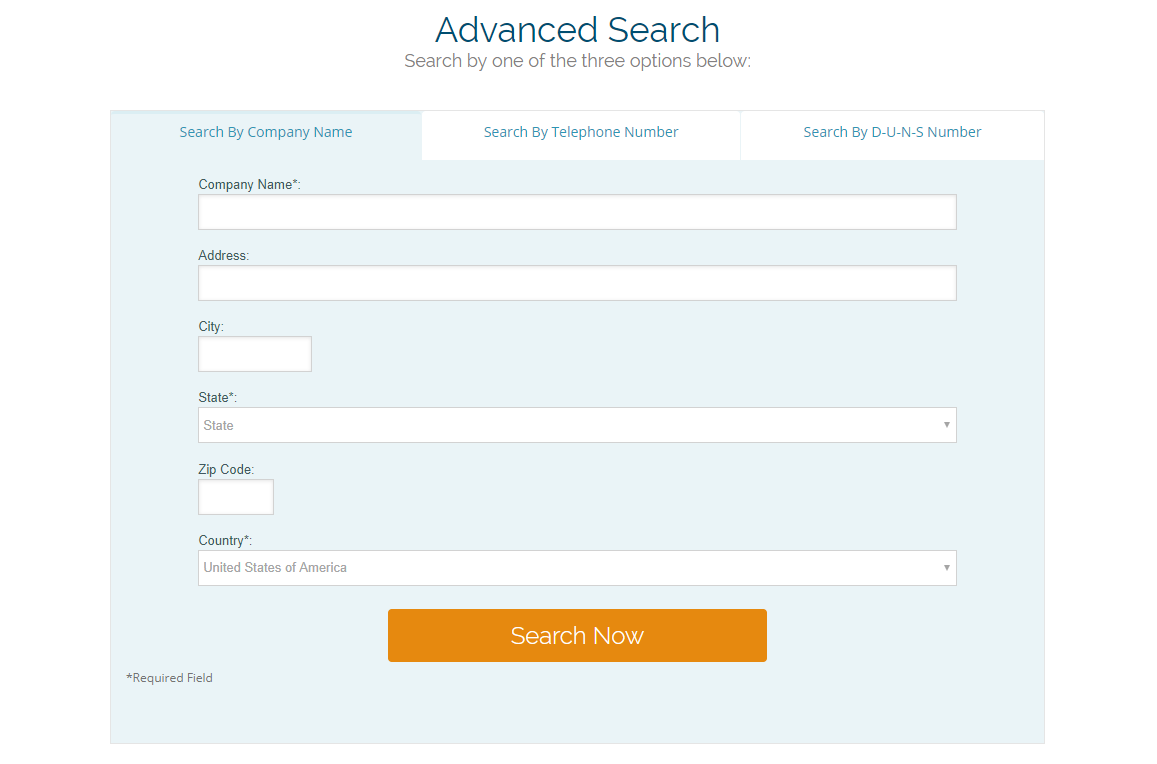 Advanced Search
Search by one of the three options below:
Search By Company Name
Search By Telephone Number
Search By D-U-N-S Number
Company Name*:
Address:
City:
State*:
State
Zip Code:
Country*:
United States of America
Search Now
*Required Field